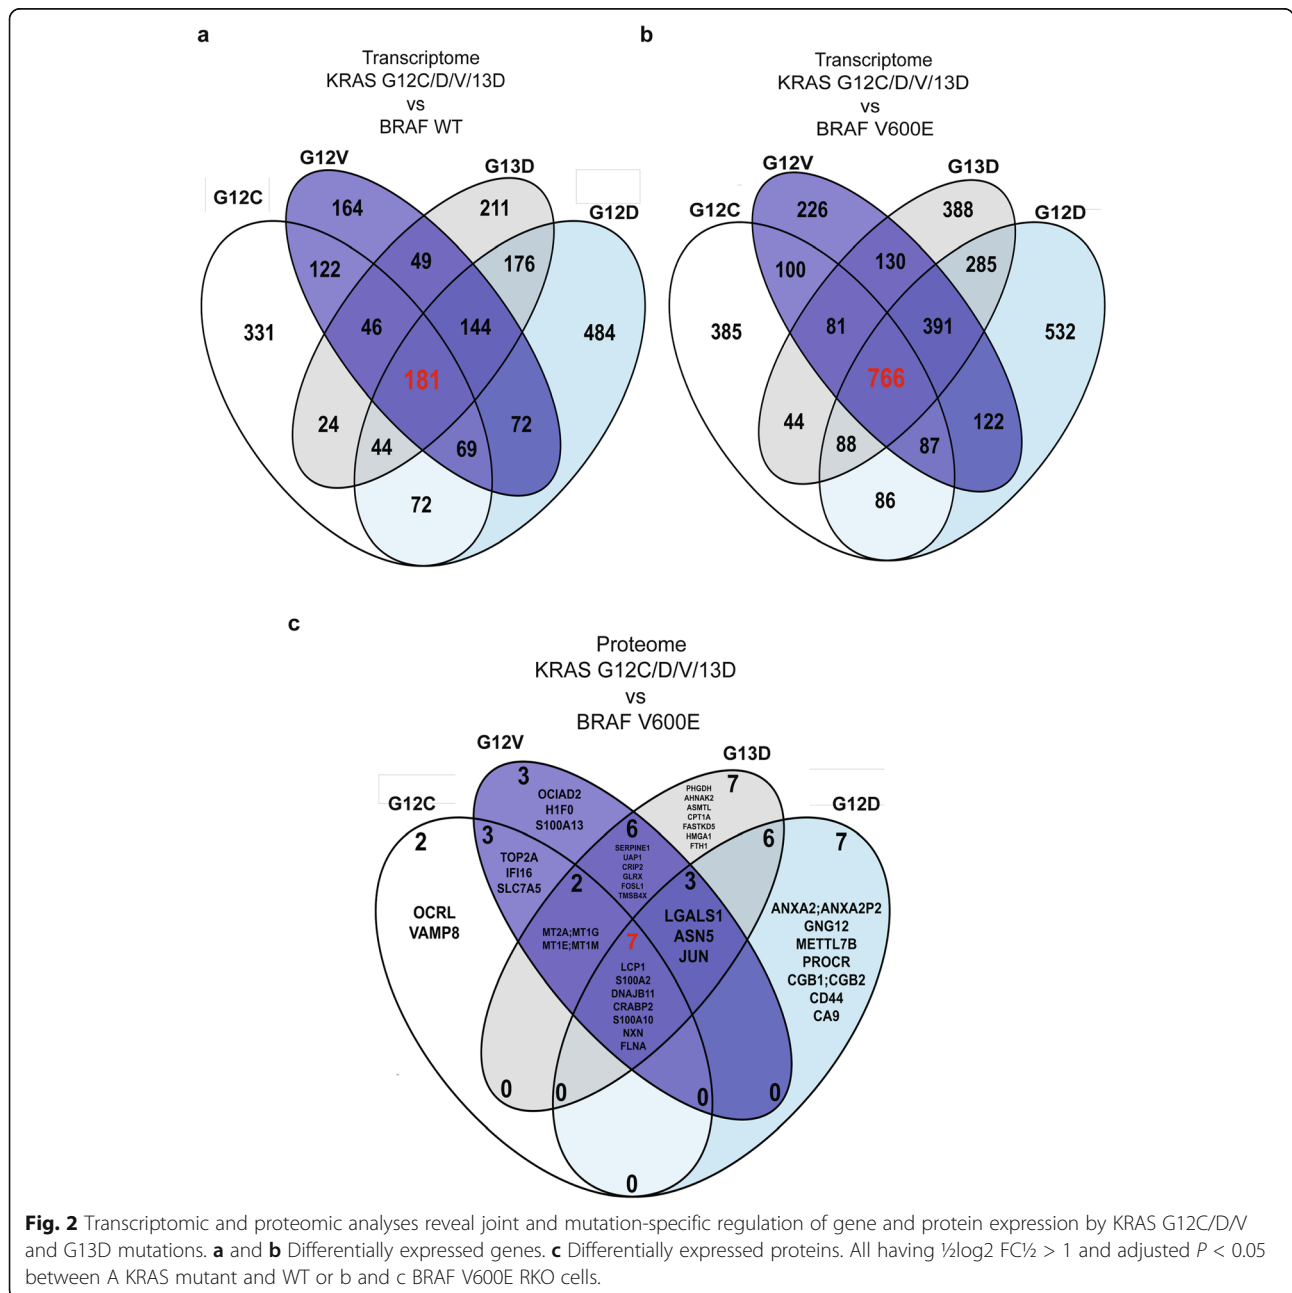 a
Transcriptome
KRAS G12C/D/V/13D
vs
BRAF WT
G12V
G13D
G12C
G12D
164
211
122
49
176
331
46
144
484
181
24
44
69
72
72
b
Transcriptome
KRAS G12C/D/V/13D
vs
BRAF V600E
G12V
G13D
G12C
G12D
226
388
100
130
285
385
81
391
532
766
44
88
87
122
86
c
Proteome
KRAS G12C/D/V/13D
vs
BRAF V600E
G12V
G13D
G12C
G12D
3
OCIAD2
H1F0
S100A13
7
PHGDH
AHNAK2
ASMTL
CPT1A
FASTKD5
HMGA1
FTH1
2
OCRL
VAMP8
3
TOP2A
IFI16
SLC7A5
6
SERPINE1
UAP1
CRIP2
GLRX
FOSL1
TMSB4X
6
7
ANXA2;ANXA2P2
GNG12
METTL7B
PROCR
CGB1;CGB2
CD44
CA9
2
MT2A;MT1G
MT1E;MT1M
3
LGALS1
ASN5
JUN
7
LCP1
S100A2
DNAJB11
CRABP2
S100A10
NXN
FLNA
0
0
0
0
0
Fig. 2 Transcriptomic and proteomic analyses reveal joint and mutation-specific regulation of gene and protein expression by KRAS G12C/D/V
and G13D mutations. a and b Differentially expressed genes. c Differentially expressed proteins. All having ½log2 FC½ > 1 and adjusted P < 0.05
between A KRAS mutant and WT or b and c BRAF V600E RKO cells.